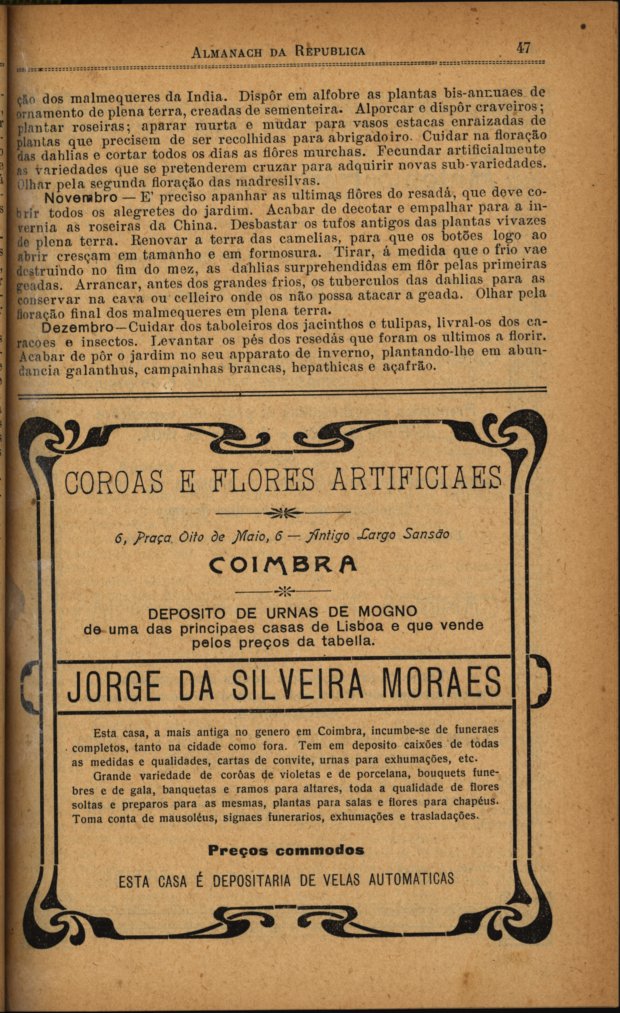 ALMANACH DA REPUBLICA 47
ção dos malmequeres da India. Dispôr em alfobre as plantas bis-annuaes de
ornamento de plena terra, creadas de sementeira. Alporcar e dispôr craveiros;
plantar roseiras; aparar murta e mudar para vasos estacas enraizadas de
plantas que precisem de ser recolhidas para abrigadoiro. Cuidar na floração
das dahlias e cortar todos os dias as flôres murchas. Fecundar artificialmente
as variedades que se pretenderem cruzar para adquirir novas sub-variedades.
Olhar pela segunda floração das madresilvas.
Novembro — E' preciso apanhar as ultimas flôres do resadá, que deve co-
brir todos os alegretes do jardim. Acabar de decotar e empalhar para a in-
vernia as roseiras da China. Desbastar os tufos antigos das plantas vivazes
de plena terra. Renovar a terra das camelias, para que os botões logo ao
abrir cresçam em tamanho e em formosura. Tirar, á medida que o frio vae
destruindo no fim do mez, as dahlias surprehendidas em flôr pelas primeiras
geadas. Arrancar, antes dos grandes frios, os tuberculos das dahlias para as
conservar na cava ou celleiro onde os não possa atacar a geada. Olhar pela
floração final dos malmequeres em plena terra.
Dezembro—Cuidar dos taboleiros dos jacinthos e tulipas, livral-os dos ca-
racoes e insectos. Levantar os pés dos resedás que foram os ultimos a florir.
Acabar de pôr o jardim no seu apparato de inverno, plantando-lhe em abun-
dancia galanthus, campainhas brancas, hepathicas e açafrão.
COROAS E FLORES ARTIFICIAES
6, Praça Oito de Maio, 6 — Antigo Largo Sansão
COIMBRA
DEPOSITO DE URNAS DE MOGNO
de uma das principaes casas de Lisboa e que vende
pelos preços da tabella.
JORGE DA SILVEIRA MORAES
Esta casa, a mais antiga no genero em Coimbra, incumbe-se de funeraes
completos, tanto na cidade como fora. Tem em deposito caixões de todas
as medidas e qualidades, cartas de convite, urnas para exhumações, etc.
Grande variedade de corôas de violetas e de porcelana, bouquets fune-
bres e de gala, banquetas e ramos para altares, toda a qualidade de flores
soltas e preparos para as mesmas, plantas para salas e flores para chapéus.
Toma conta de mausoléus, signaes funerarios, exhumações e trasladações.
Preços commodos
ESTA CASA É DEPOSITARIA DE VELAS AUTOMATICAS